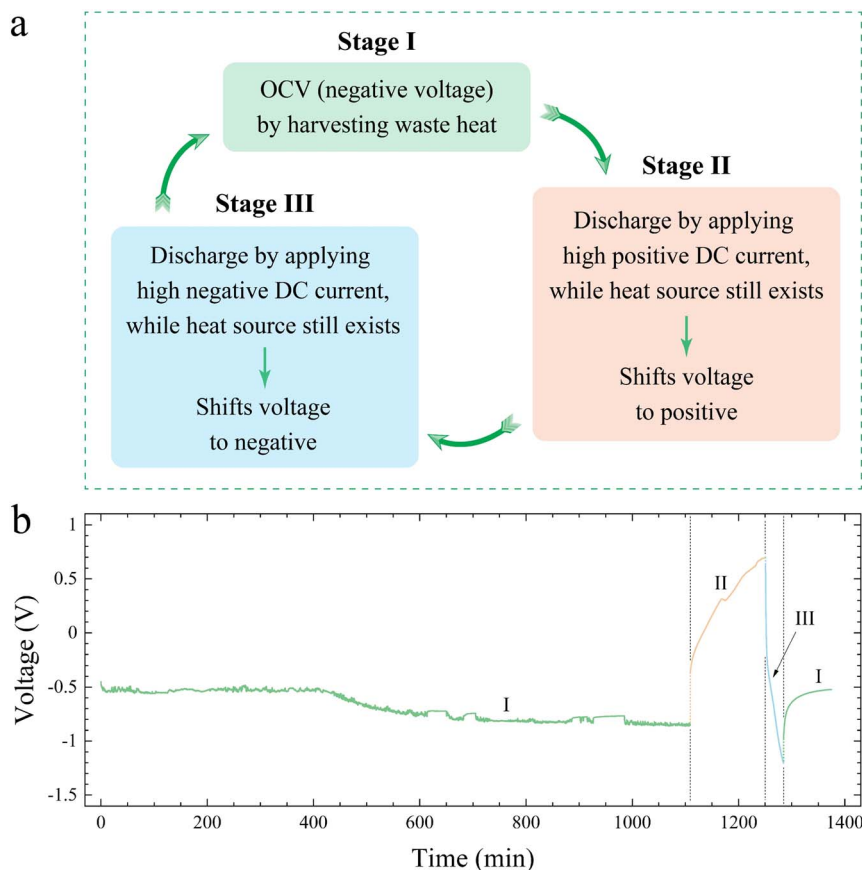 a
Stage I
OCV (negative voltage)
by harvesting waste heat
Stage II
Discharge by applying
high positive DC current,
while heat source still exists
Shifts voltage
to positive
Stage III
Discharge by applying
high negative DC current,
while heat source still exists
Shifts voltage
to negative
b
Voltage (V)
1
0.5
0
-0.5
-1
-1.5
I
II
III
I
0 200 400 600 800 1000 1200 1400
Time (min)